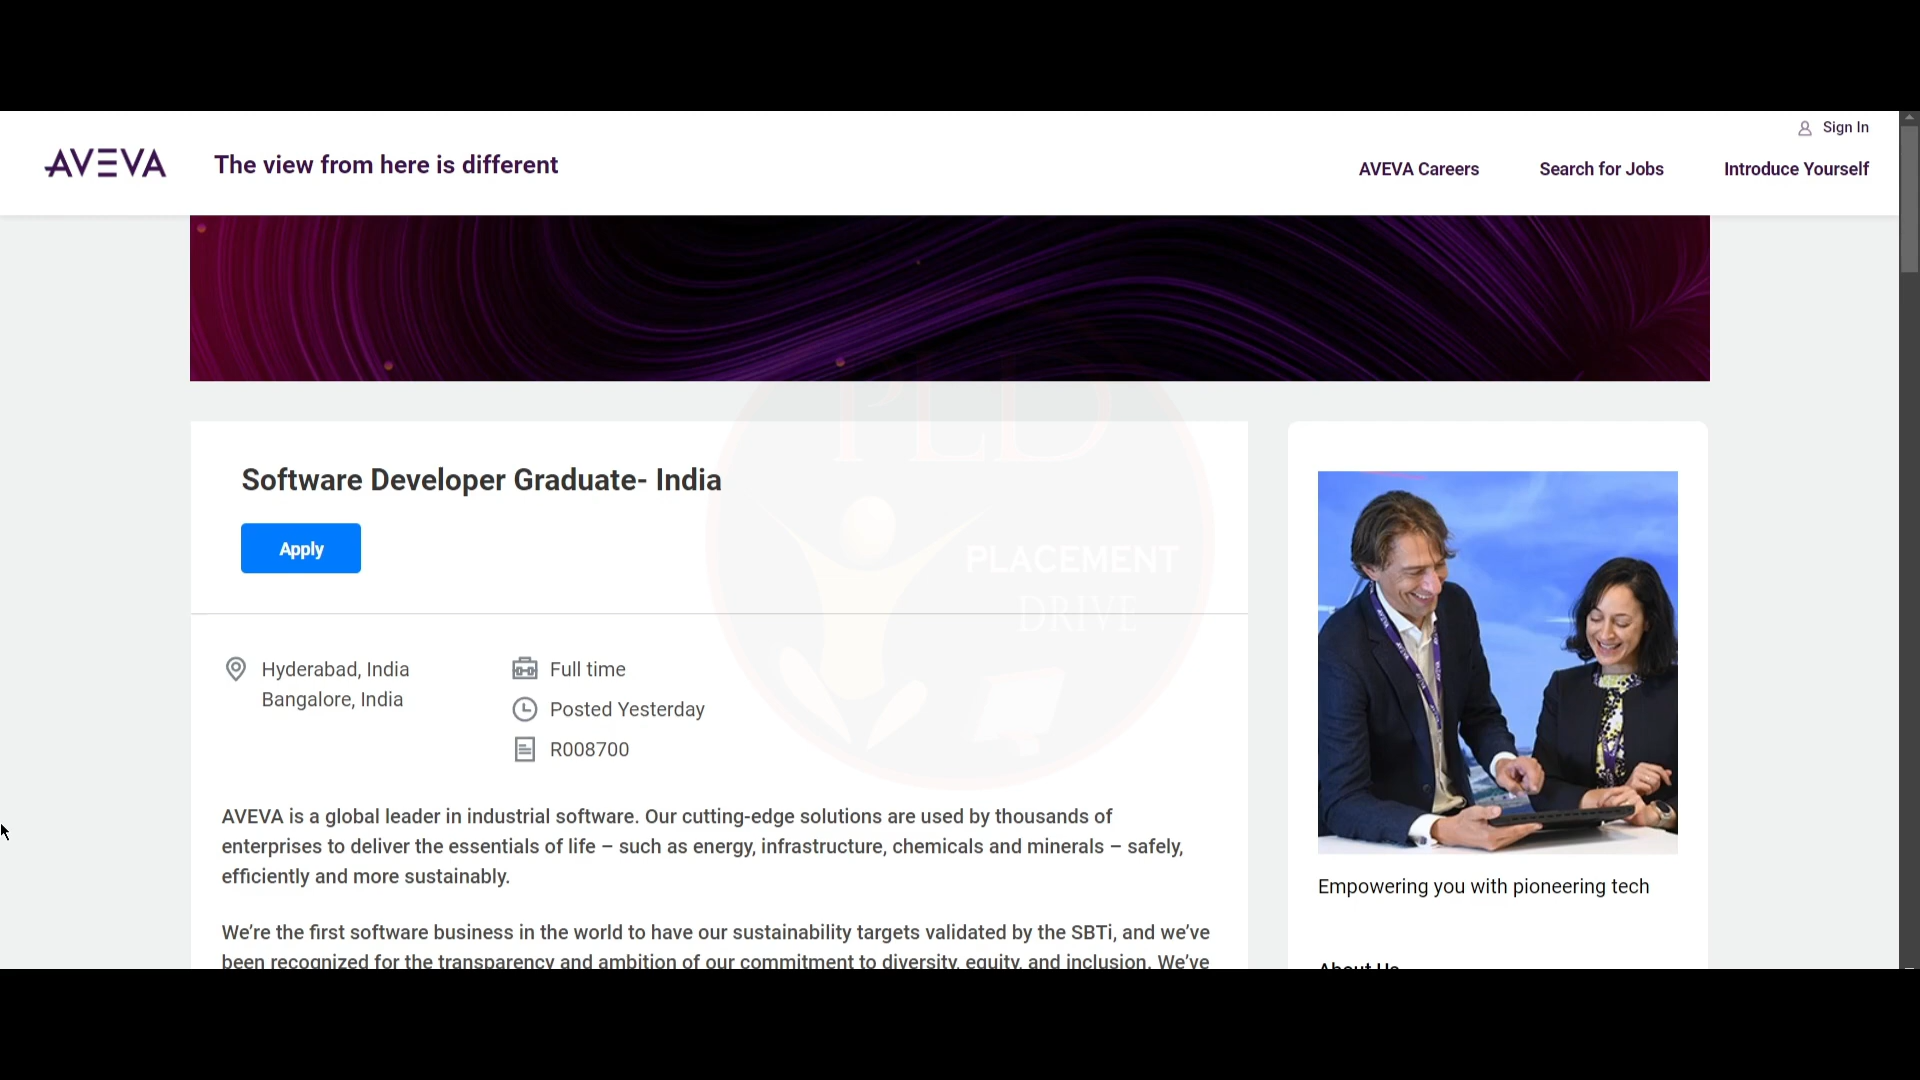 Sign In
AVEVA
The view from here is different
AVEVA Careers
Search for Jobs
Introduce Yourself
PLD
PLACEMENT
DRIVE
Software Developer Graduate- India
Apply
Hyderabad, India
Bangalore, India
Full time
Posted Yesterday
R008700
AVEVA is a global leader in industrial software. Our cutting-edge solutions are used by thousands of
enterprises to deliver the essentials of life – such as energy, infrastructure, chemicals and minerals – safely,
efficiently and more sustainably.
We’re the first software business in the world to have our sustainability targets validated by the SBTi, and we’ve
been recognized for the transparency and ambition of our commitment to diversity, equity, and inclusion. We’ve
Empowering you with pioneering tech
About Us